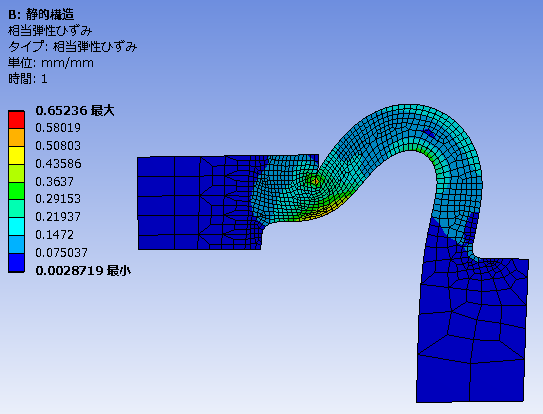 B: 静的構造
相当弾性ひずみ
タイプ: 相当弾性ひずみ
単位: mm/mm
時間: 1
0.65236 最大
0.58019
0.50803
0.43586
0.3637
0.29153
0.21937
0.1472
0.075037
0.0028719 最小